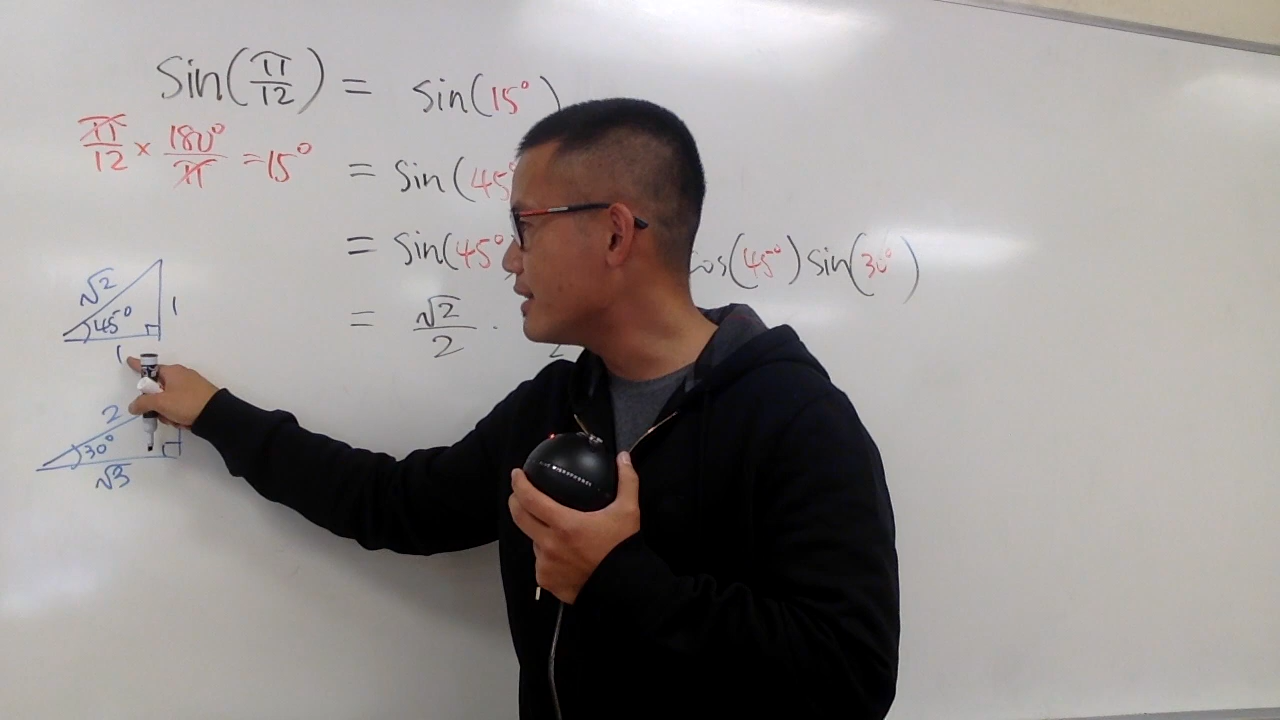 Sin(π/12) = sin(15°)
π/12 × 180°/π = 15°
= sin(45°
= sin(45° cos(45°) sin(30°)
= √2/2 · 2
√2 45° 1
1
2 30°
√3